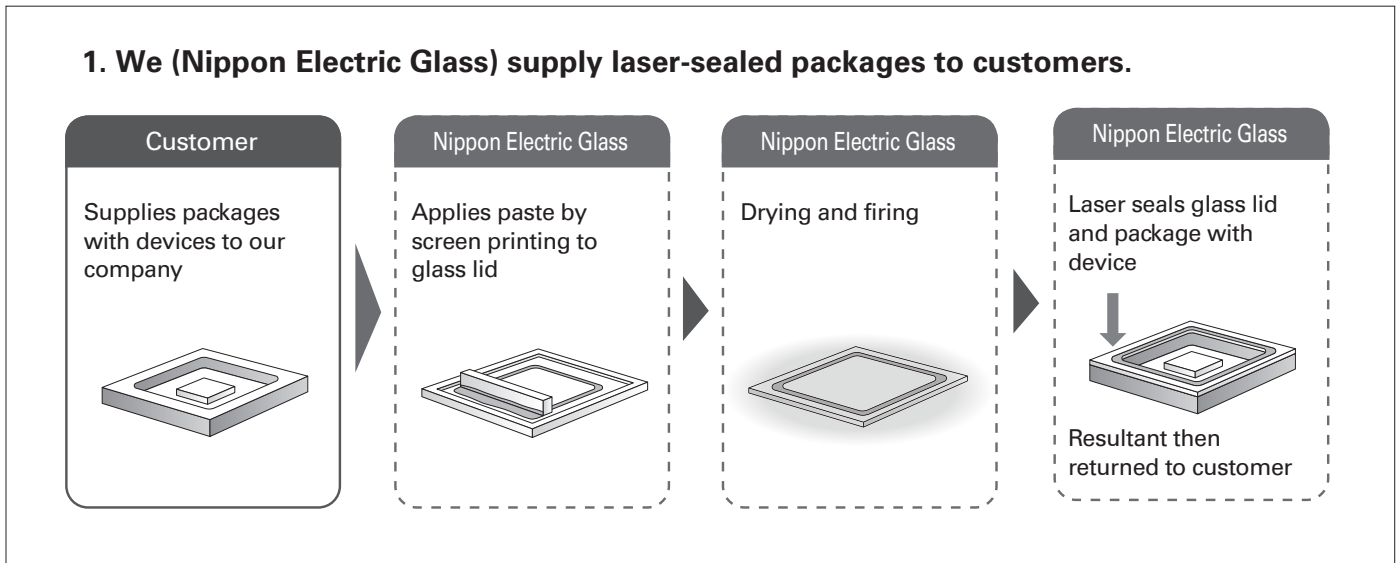 1. We (Nippon Electric Glass) supply laser-sealed packages to customers.
Customer
Supplies packages
with devices to our
company
Nippon Electric Glass
Applies paste by
screen printing to
glass lid
Nippon Electric Glass
Drying and firing
Nippon Electric Glass
Laser seals glass lid
and package with
device
Resultant then
returned to customer